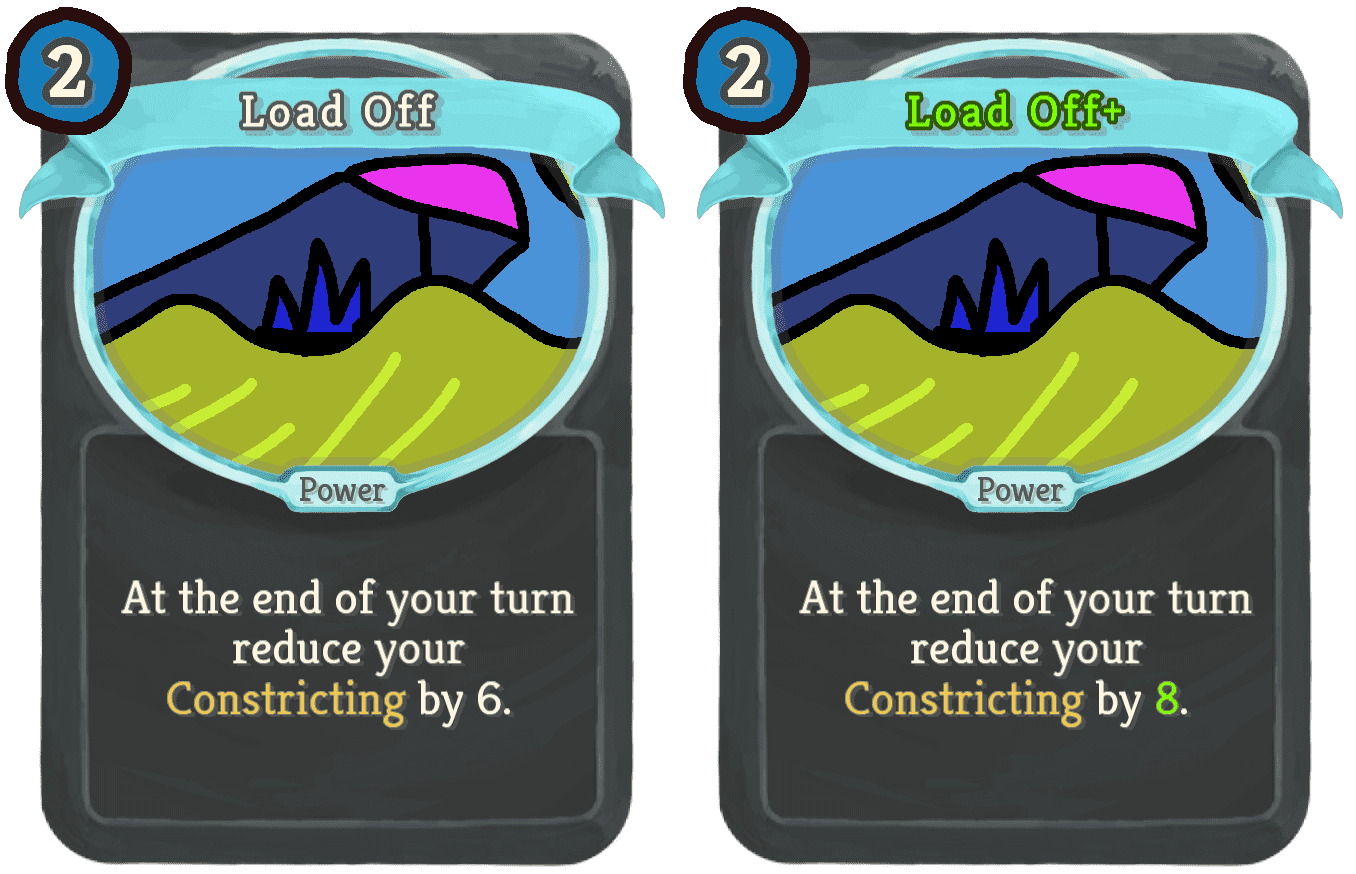 2
Load Off
Power
At the end of your turn
reduce your
Constricting by 6.
2
Load Off+
Power
At the end of your turn
reduce your
Constricting by 8.